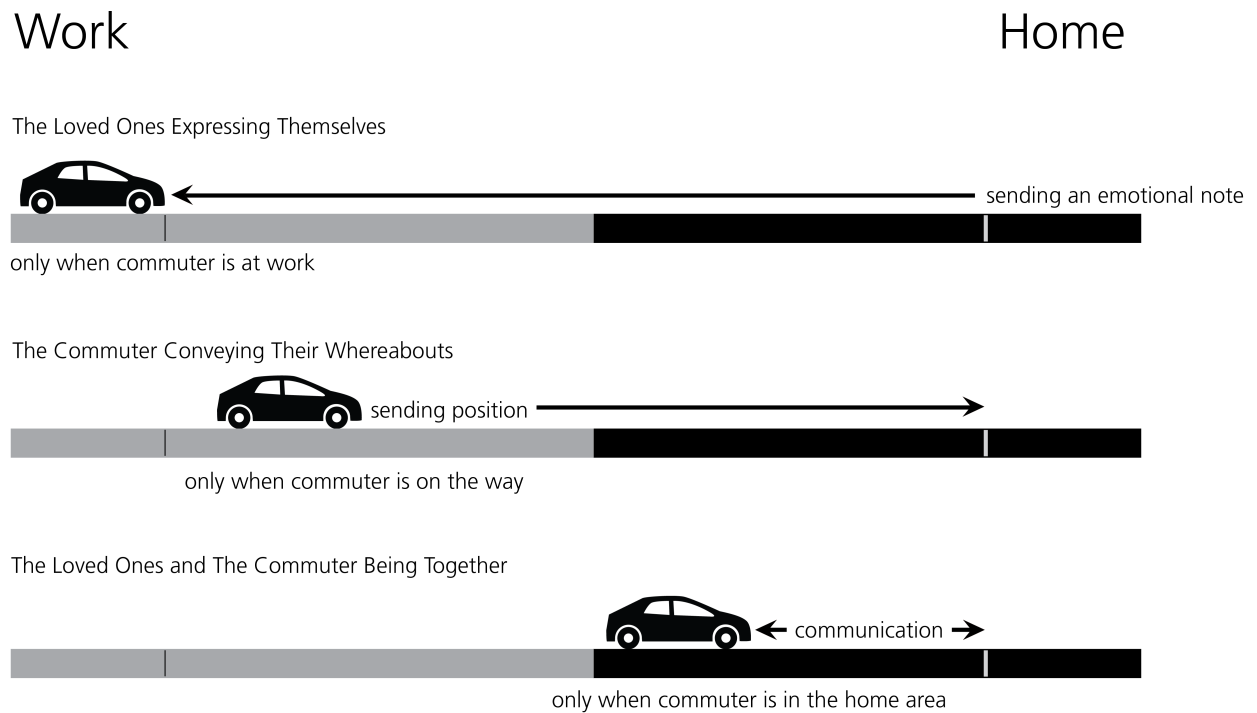 Work
Home
The Loved Ones Expressing Themselves
sending an emotional note
only when commuter is at work
The Commuter Conveying Their Whereabouts
sending position
only when commuter is on the way
The Loved Ones and The Commuter Being Together
communication
only when commuter is in the home area